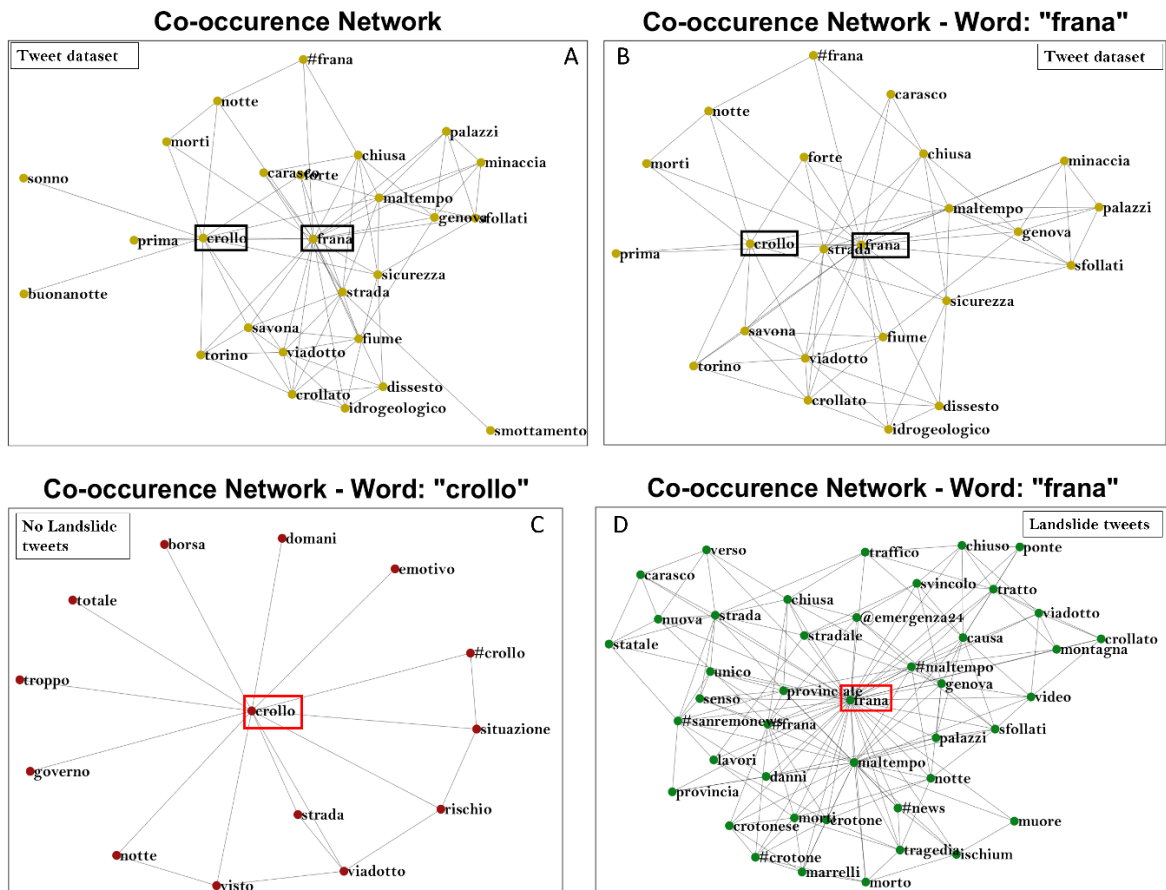 Co-occurence Network
Tweet dataset
A
#frana
notte
morti
palazzi
chiusa
minaccia
carasco
forte
sonno
maltempo
genova
sfollati
prima
crollo
frana
sicurezza
buonanotte
strada
savona
fiume
torino
viadotto
dissesto
crollato
idrogeologico
smottamento
Co-occurence Network - Word: "frana"
B
Tweet dataset
#frana
carasco
notte
forte
chiusa
morti
minaccia
maltempo
palazzi
genova
crollo
strada
frana
prima
sfollati
sicurezza
savona
fiume
viadotto
torino
crollato
dissesto
idrogeologico
Co-occurence Network - Word: "crollo"
No Landslide
tweets
C
borsa
domani
emotivo
totale
#crollo
troppo
crollo
situazione
governo
rischio
strada
notte
viadotto
visto
Co-occurence Network - Word: "frana"
D
Landslide tweets
verso
traffico
chiuso
ponte
carasco
svincolo
tratto
chiusa
nuova
strada
@emergenza24
viadotto
statale
stradale
causa
crollato
montagna
unico
#maltempo
provinciale
genova
senso
frana
video
#sanremonews
#frana
sfollati
palazzi
lavori
maltempo
danni
notte
provincia
#news
morti
crotone
crotonese
muore
tragedia
ischium
#crotone
marrelli
morto